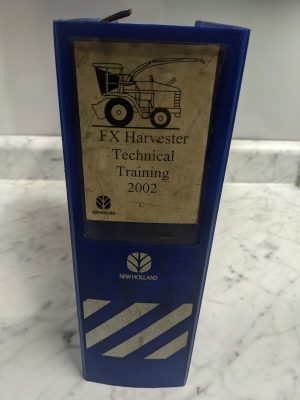 FX Harvester
Technical
Training
2002
NEW HOLLAND
NEW HOLLAND